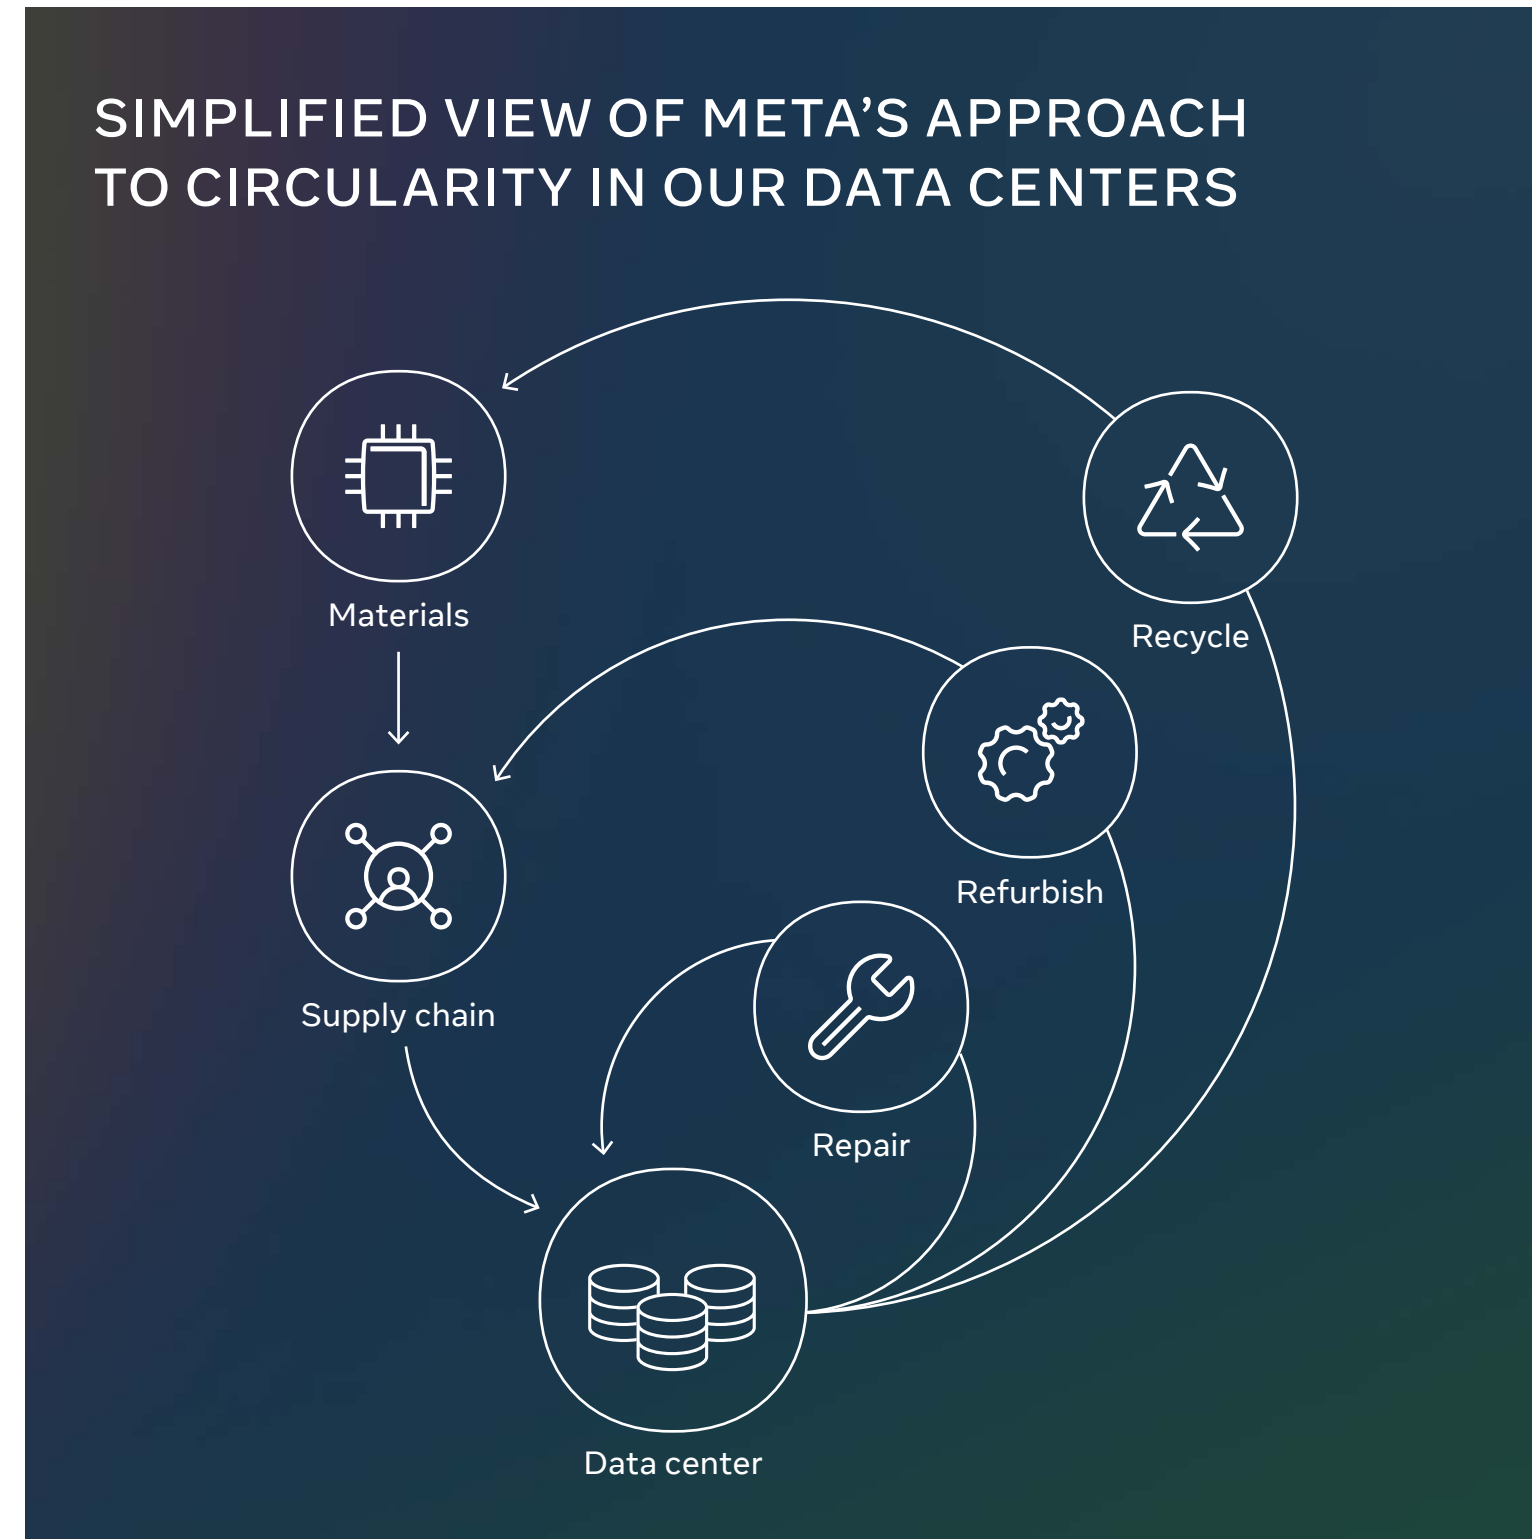 SIMPLIFIED VIEW OF META’S APPROACH
TO CIRCULARITY IN OUR DATA CENTERS
Materials
Recycle
Refurbish
Supply chain
Repair
Data center